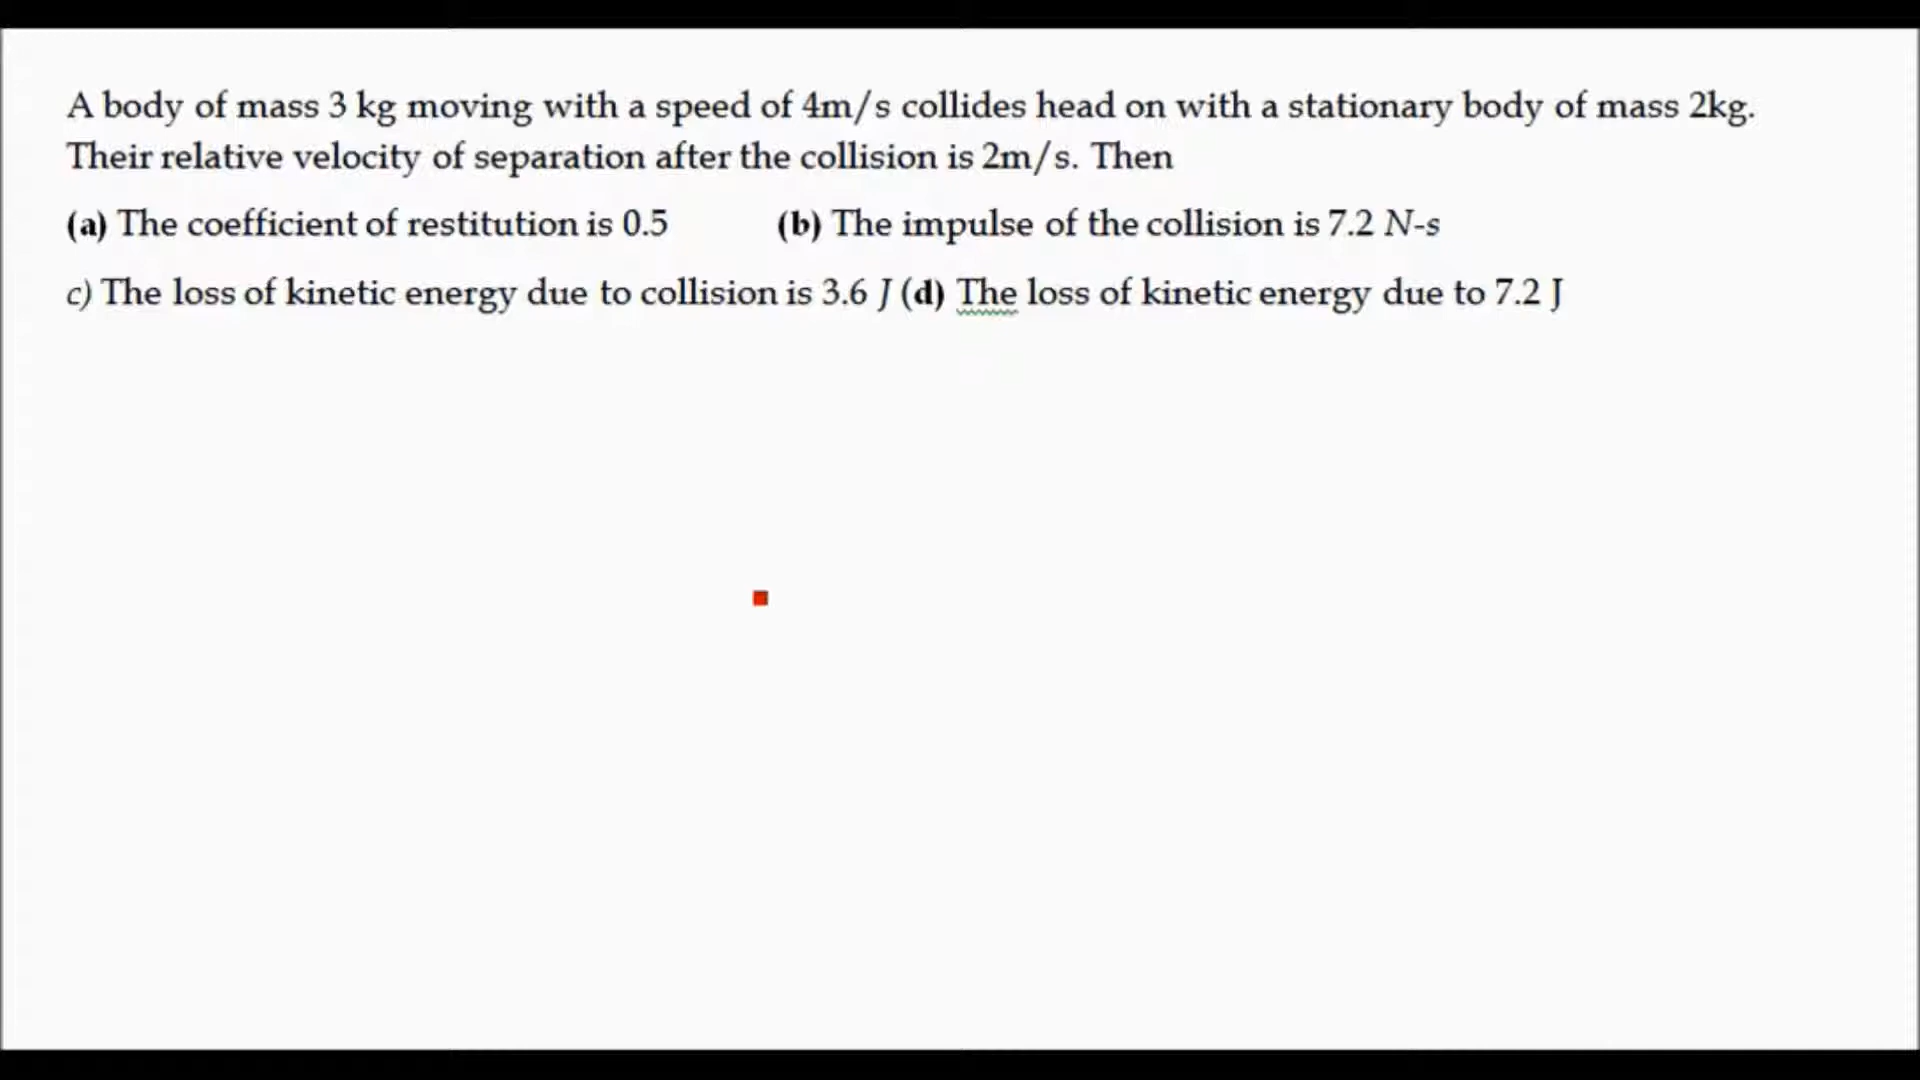 A body of mass 3 kg moving with a speed of 4m/s collides head on with a stationary body of mass 2kg.
Their relative velocity of separation after the collision is 2m/s. Then
(a) The coefficient of restitution is 0.5 (b) The impulse of the collision is 7.2 N-s
c) The loss of kinetic energy due to collision is 3.6 J (d) The loss of kinetic energy due to 7.2 J